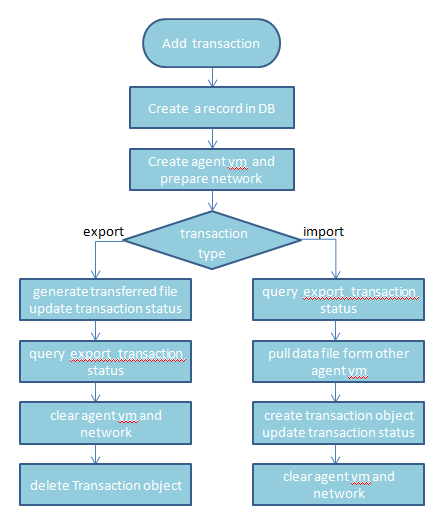 Add transaction
Create a record in DB
Create agent vm and
prepare network
export
transaction
type
import
generate transferred file
update transaction status
query export_transaction
status
clear agent vm and
network
delete Transaction object
query export_transaction
status
pull data file form other
agent vm
create transaction object
update transaction status
clear agent vm and
network